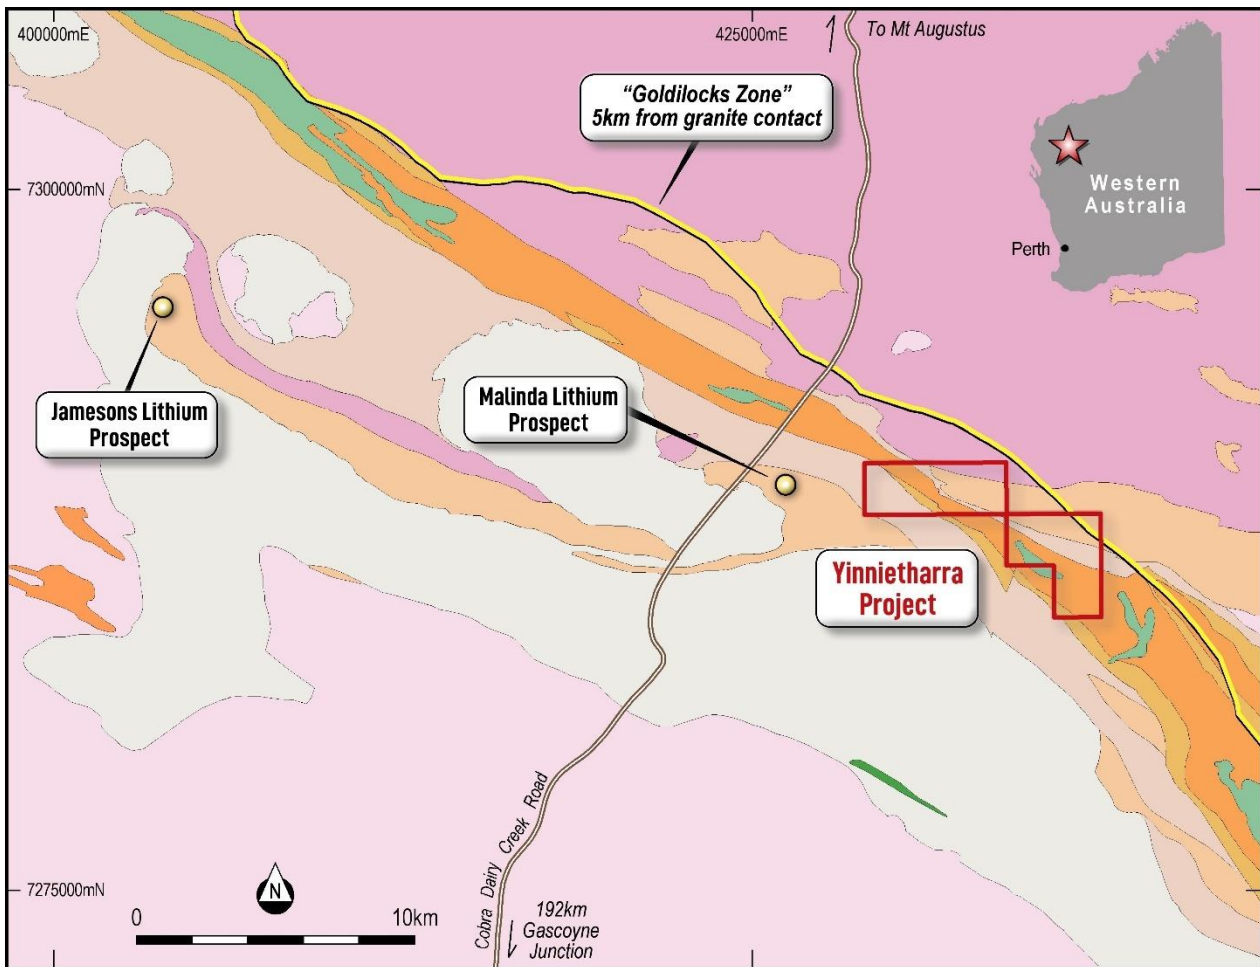 400000mE
425000mE
To Mt Augustus
“Goldilocks Zone”
5km from granite contact
7300000mN
Western
Australia
Perth
Jamesons Lithium
Prospect
Malinda Lithium
Prospect
Yinnietharra
Project
Cobra Dairy Creek Road
7275000mN
N
0
10km
192km
Gascoyne
Junction